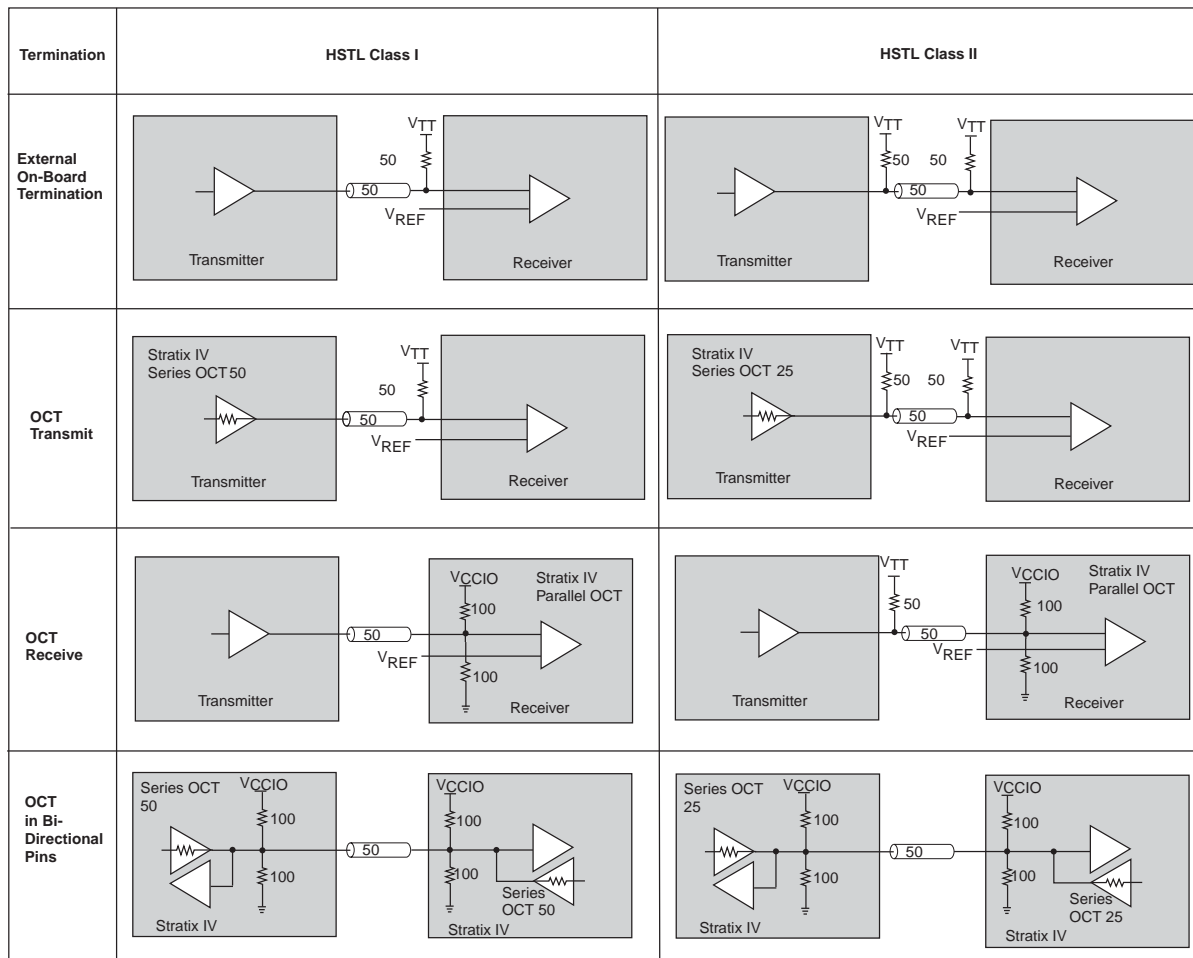 Termination
HSTL Class I
HSTL Class II
External
On-Board
Termination
VTT
50
50
VREF
Transmitter
Receiver
VTT
VTT
50
50
50
VREF
Transmitter
Receiver
OCT
Transmit
Stratix IV
Series OCT 50
VTT
50
50
VREF
Transmitter
Receiver
Stratix IV
Series OCT 25
VTT
VTT
50
50
50
VREF
Transmitter
Receiver
OCT
Receive
VCCIO
Stratix IV
Parallel OCT
100
50
VREF
100
Transmitter
Receiver
VTT
50
VCCIO
Stratix IV
Parallel OCT
100
50
VREF
100
Transmitter
Receiver
OCT
in Bi-
Directional
Pins
Series OCT
50
VCCIO
100
100
Stratix IV
50
VCCIO
100
100
Series
OCT 50
Stratix IV
Series OCT
25
VCCIO
100
100
Stratix IV
50
VCCIO
100
100
Series
OCT 25
Stratix IV